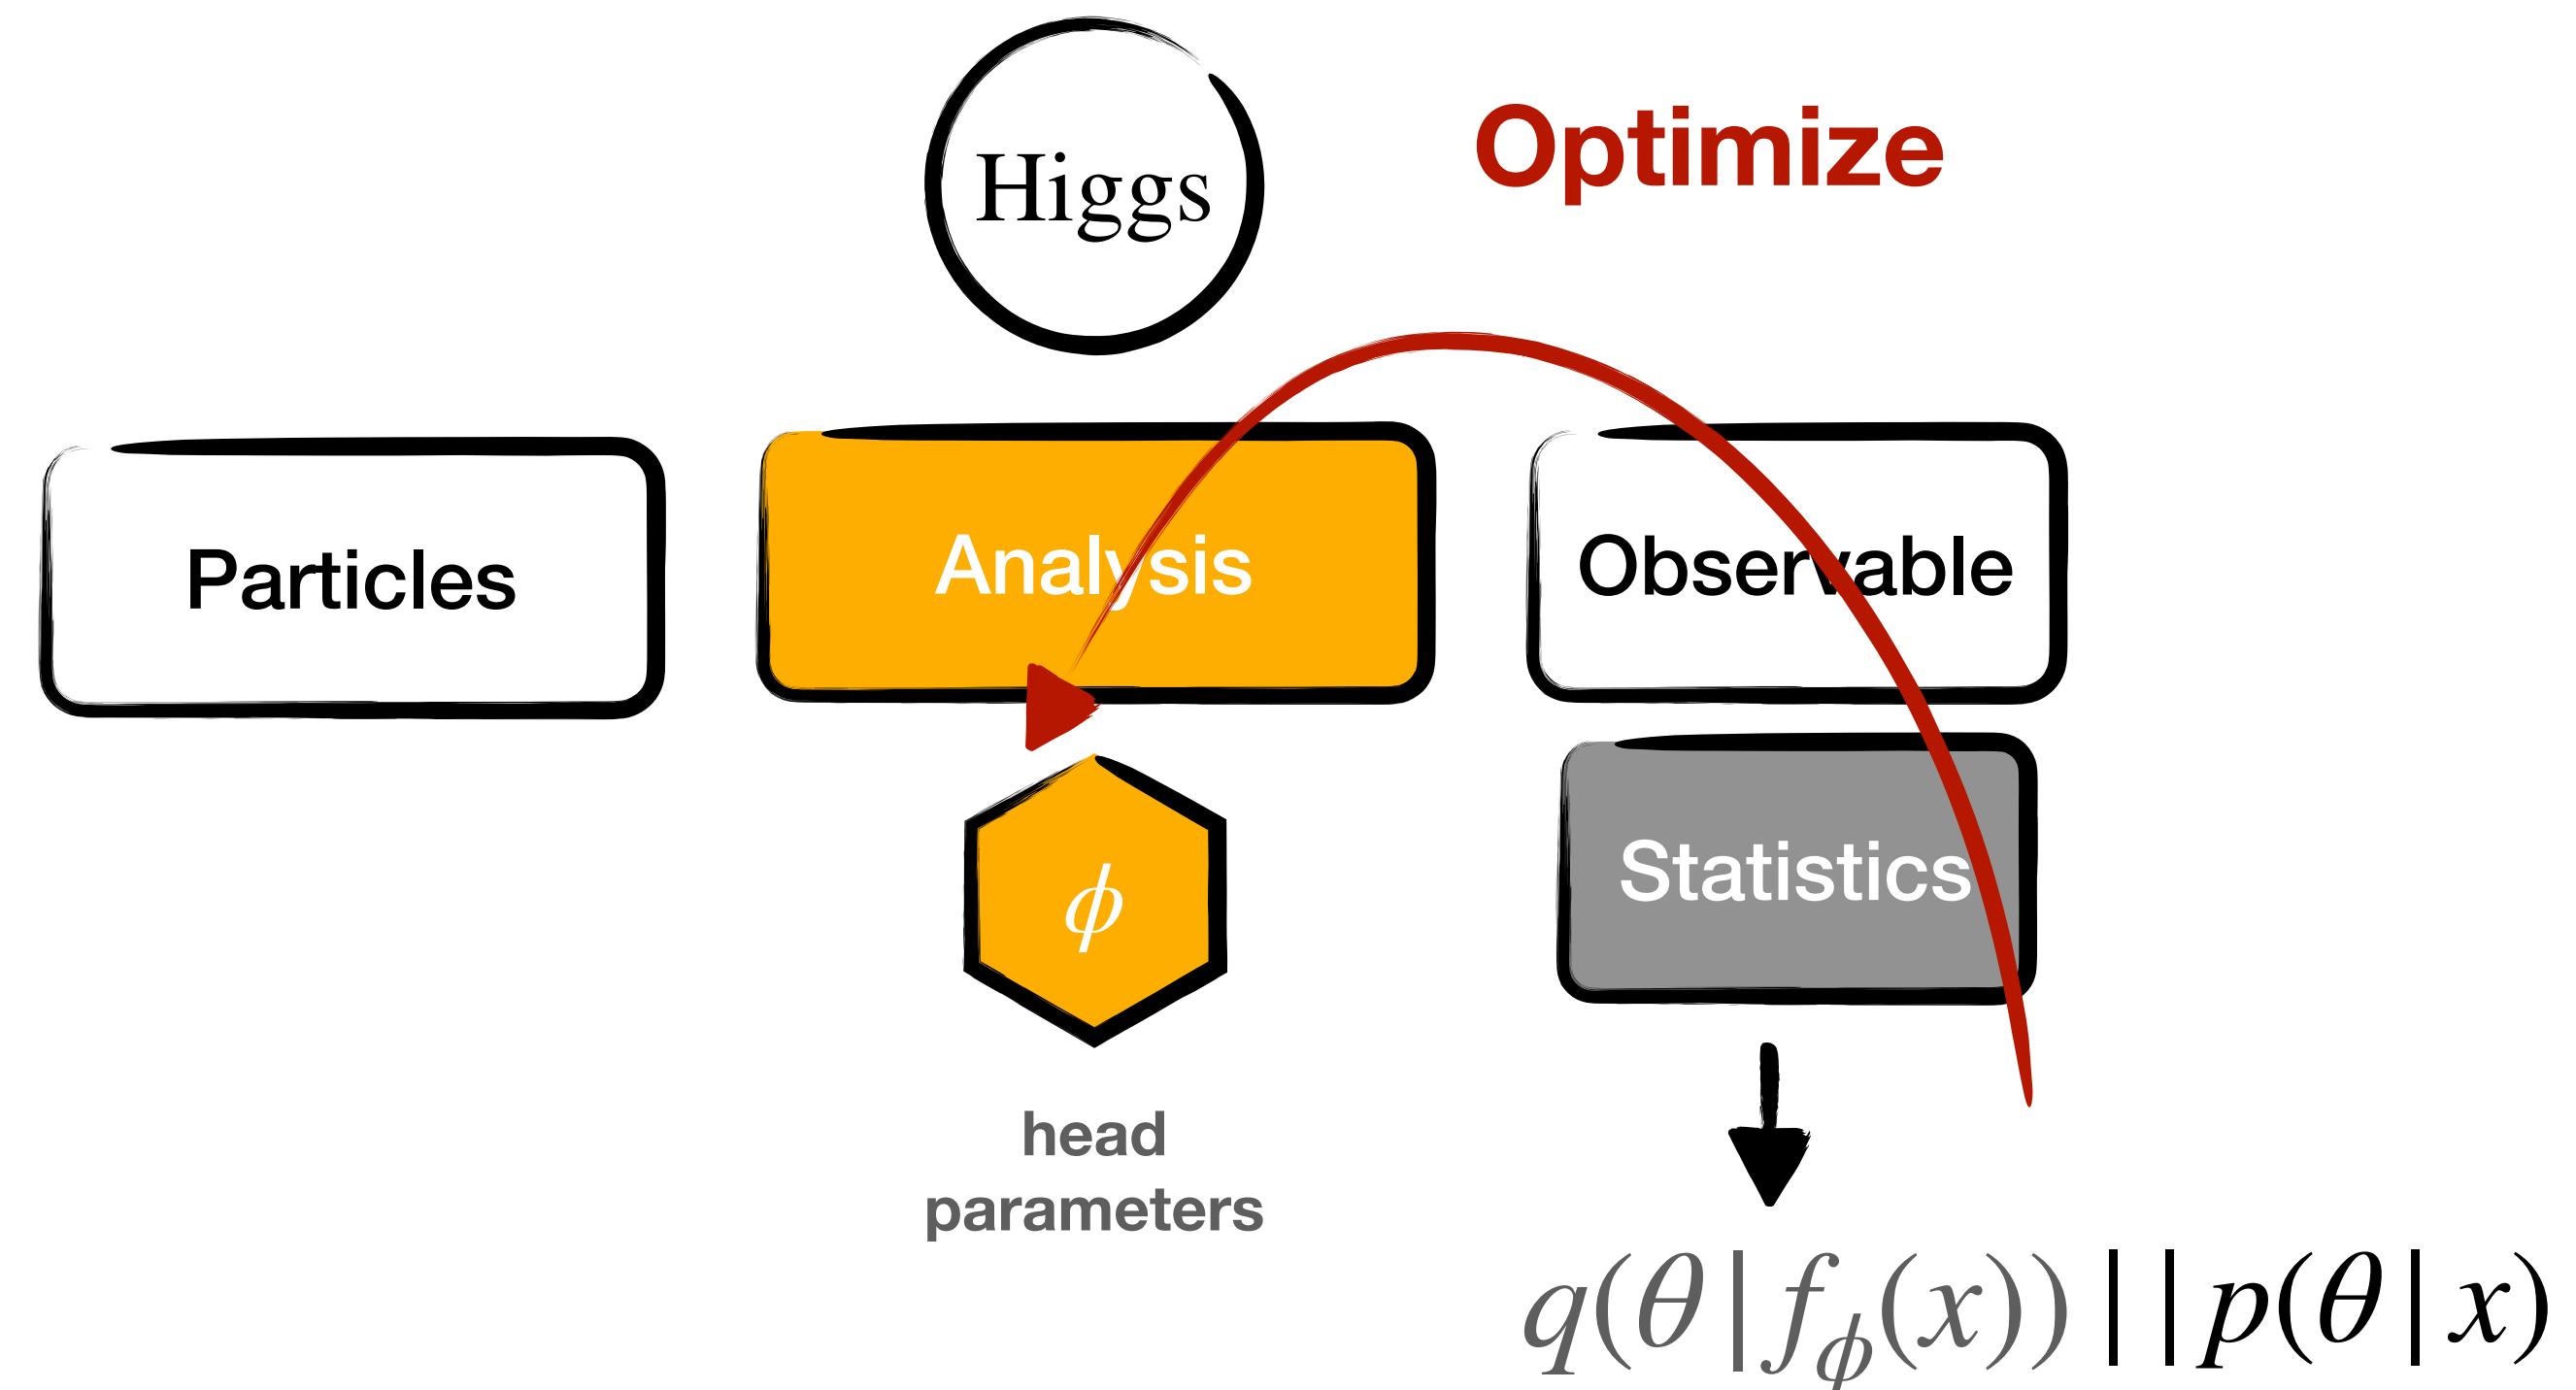 Higgs
Optimize
Particles
Analysis
Observable
ϕ
Statistics
head
parameters
q(θ|f_ϕ(x))||p(θ|x)